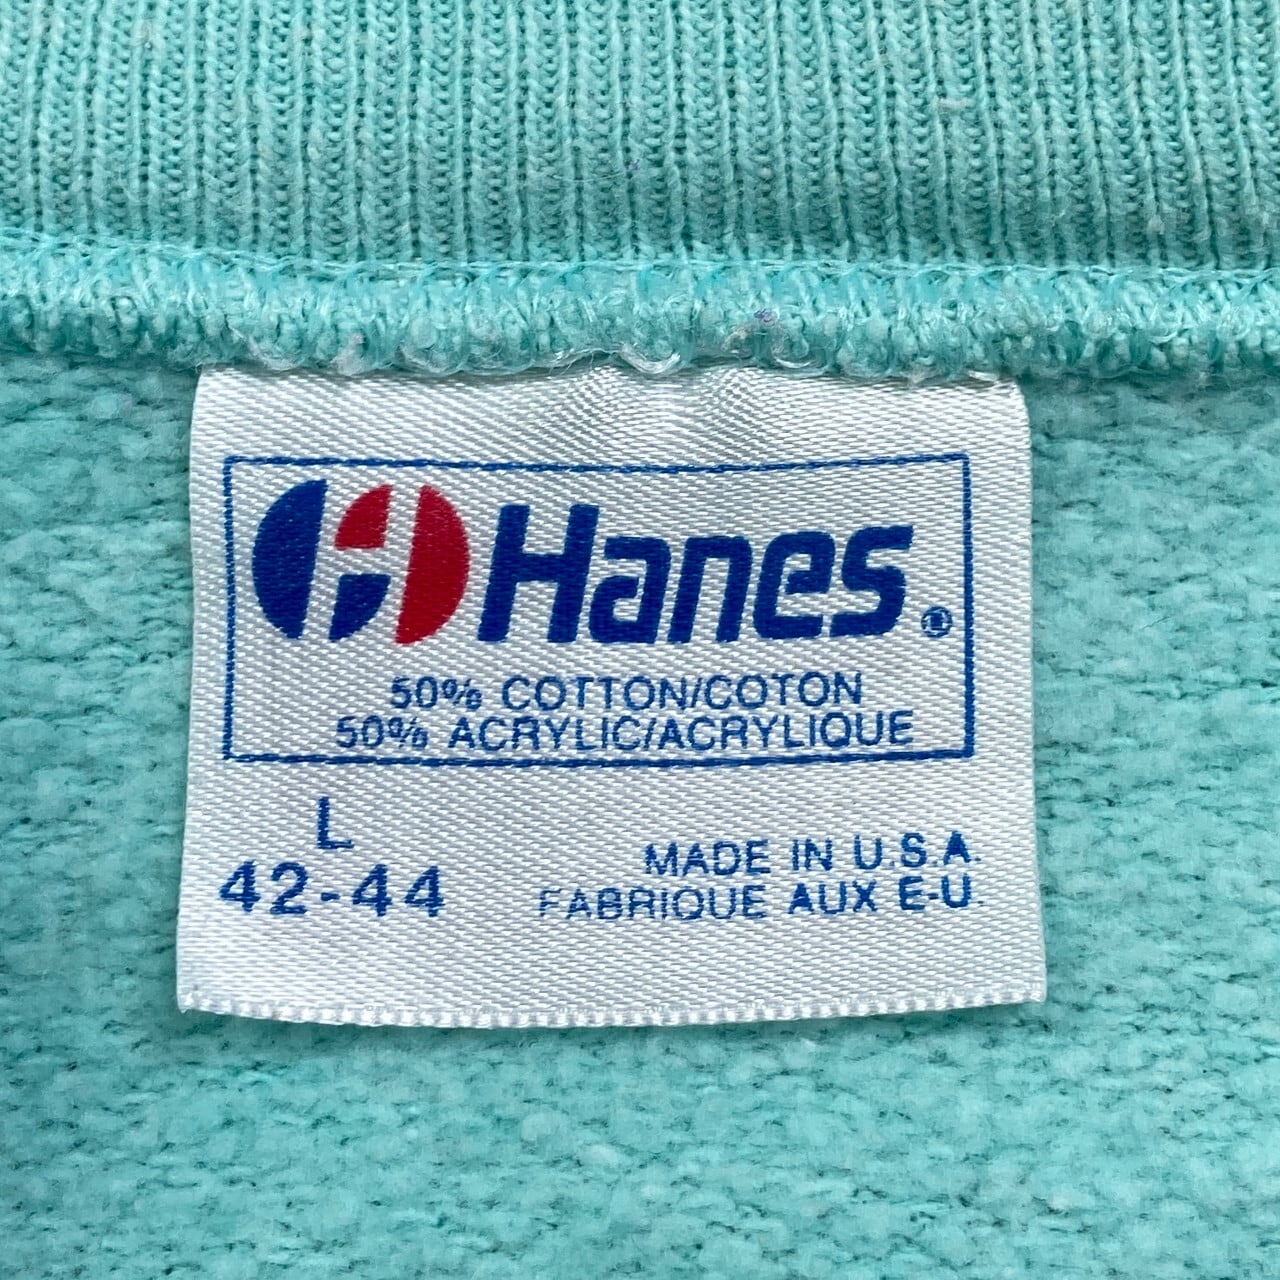 Hanes®
50% COTTON/COTON
50% ACRYLIC/ACRYLIQUE
L
42-44
MADE IN U.S.A.
FABRIQUE AUX E-U.